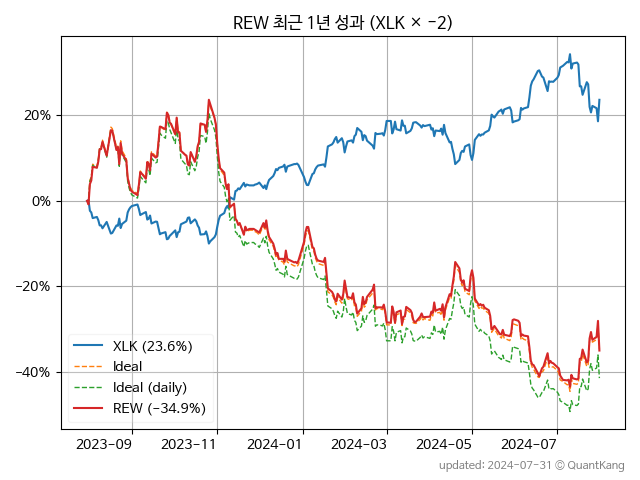 REW 최근 1년 성과 (XLK × −2)
20%
0%
−20%
−40%
XLK (23.6%)
Ideal
Ideal (daily)
REW (−34.9%)
2023-09
2023-11
2024-01
2024-03
2024-05
2024-07
updated: 2024-07-31 © QuantKang